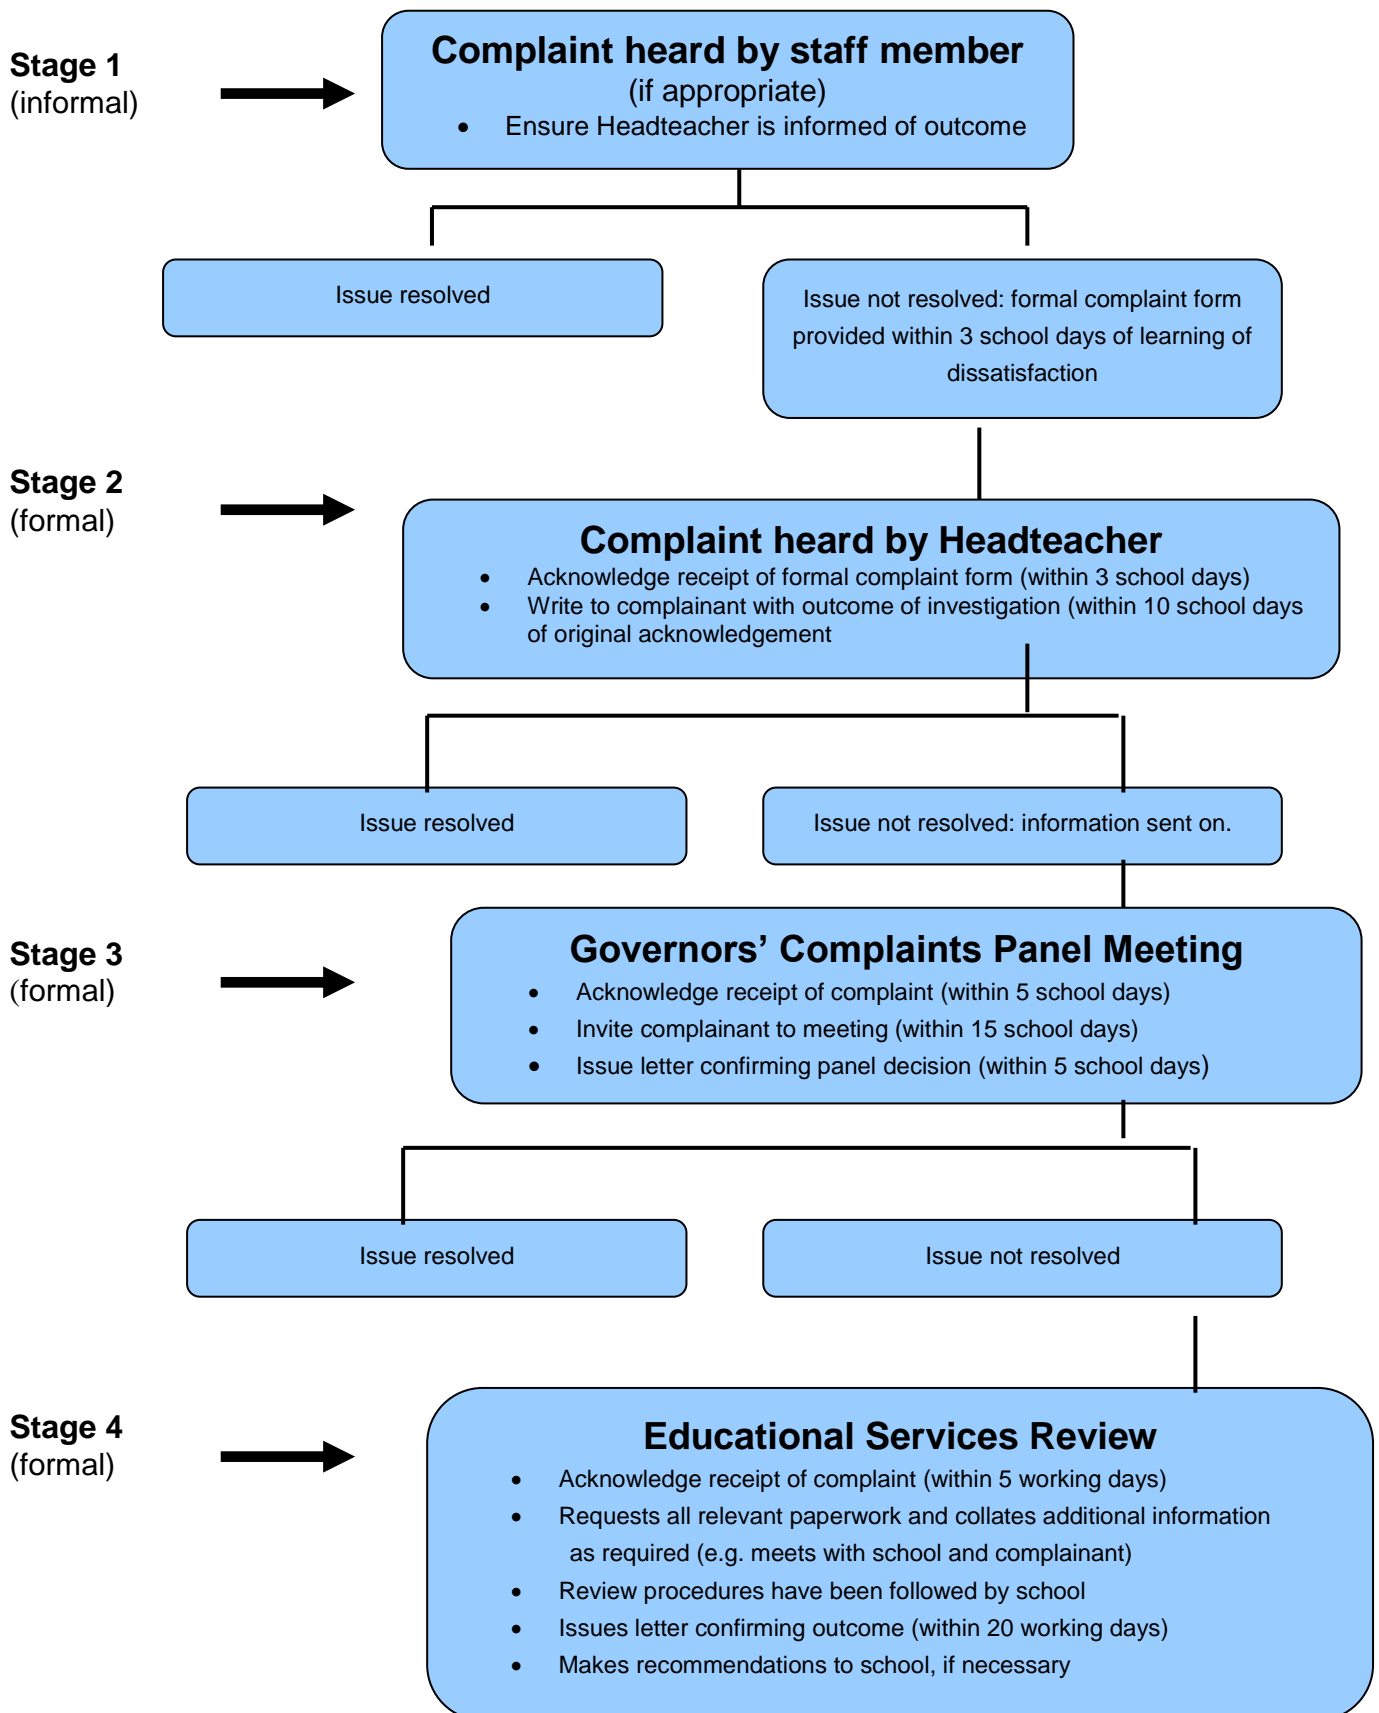 Stage 1
(informal)
Complaint heard by staff member
(if appropriate)
• Ensure Headteacher is informed of outcome
Issue resolved
Issue not resolved: formal complaint form
provided within 3 school days of learning of
dissatisfaction
Stage 2
(formal)
Complaint heard by Headteacher
• Acknowledge receipt of formal complaint form (within 3 school days)
• Write to complainant with outcome of investigation (within 10 school days
of original acknowledgement
Issue resolved
Issue not resolved: information sent on.
Stage 3
(formal)
Governors’ Complaints Panel Meeting
• Acknowledge receipt of complaint (within 5 school days)
• Invite complainant to meeting (within 15 school days)
• Issue letter confirming panel decision (within 5 school days)
Issue resolved
Issue not resolved
Stage 4
(formal)
Educational Services Review
• Acknowledge receipt of complaint (within 5 working days)
• Requests all relevant paperwork and collates additional information
as required (e.g. meets with school and complainant)
• Review procedures have been followed by school
• Issues letter confirming outcome (within 20 working days)
• Makes recommendations to school, if necessary